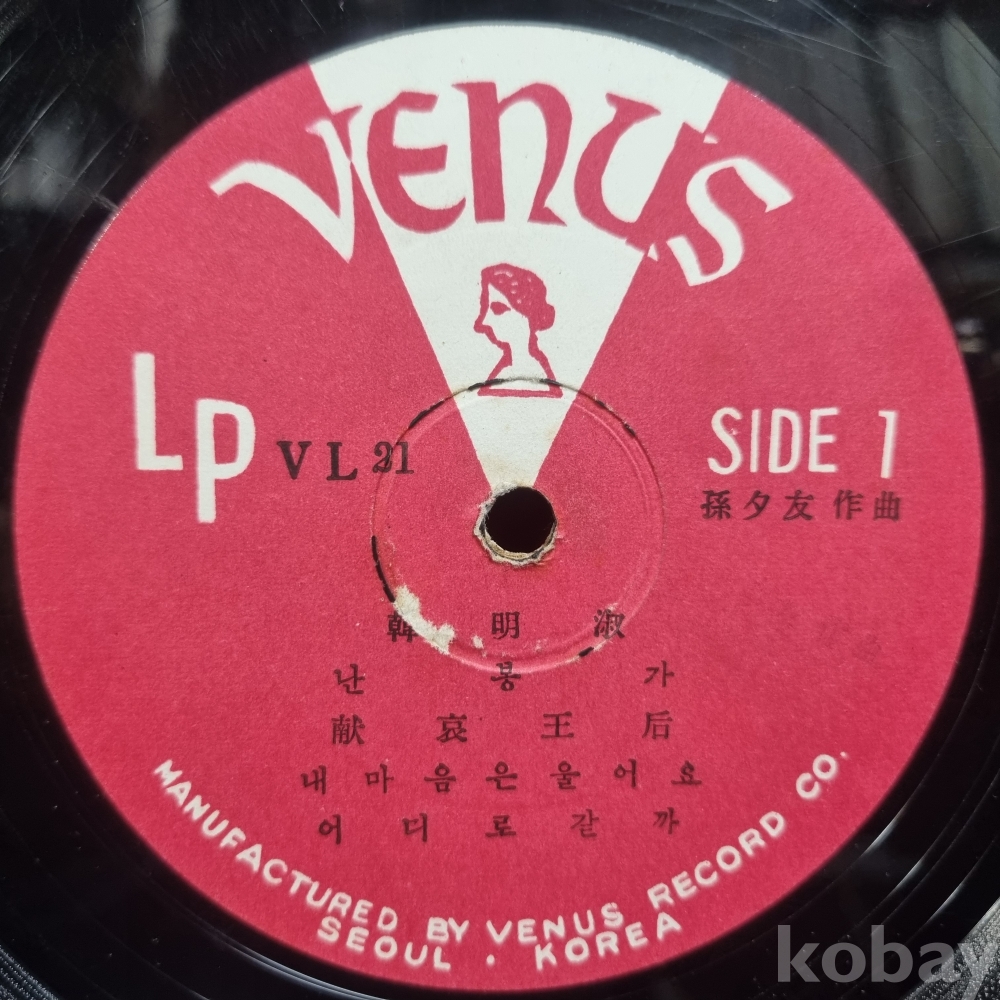 VENUS
LP VL 21
SIDE 1
孫夕友 作曲
韓明淑
난봉가
献哀王后
내마음은울어요
어디로갈까
MANUFACTURED BY VENUS RECORD CO.
SEOUL . KOREA
kobay